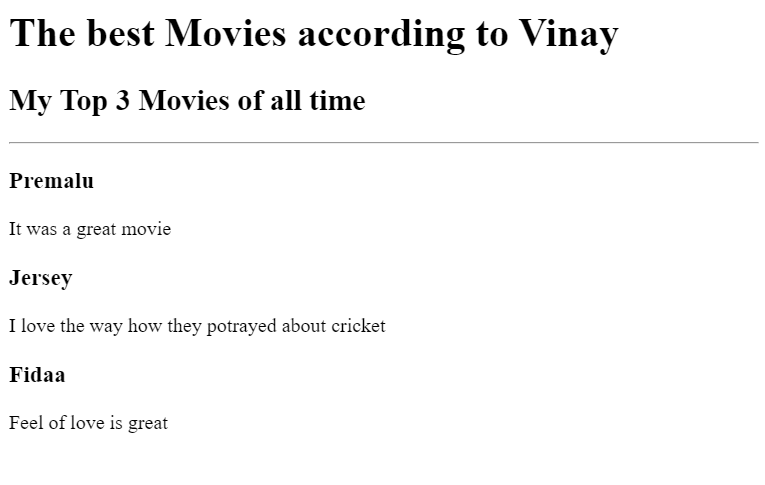 The best Movies according to Vinay
My Top 3 Movies of all time
Premalu
It was a great movie
Jersey
I love the way how they potrayed about cricket
Fidaa
Feel of love is great